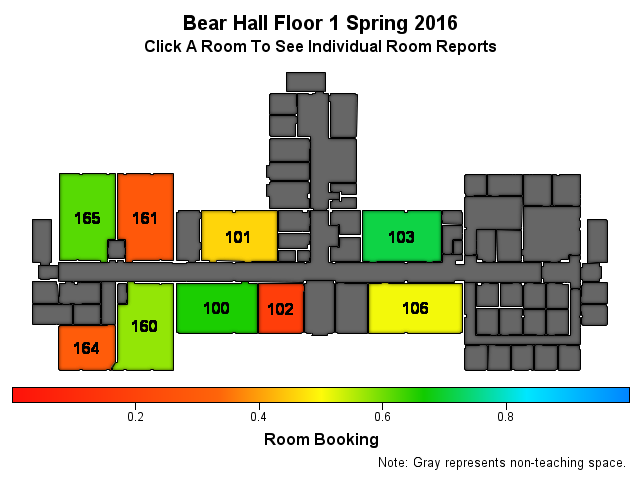 Bear Hall Floor 1 Spring 2016
Click A Room To See Individual Room Reports
165
161
101
103
160
100
102
106
164
0.2 0.4 0.6 0.8
Room Booking
Note: Gray represents non-teaching space.